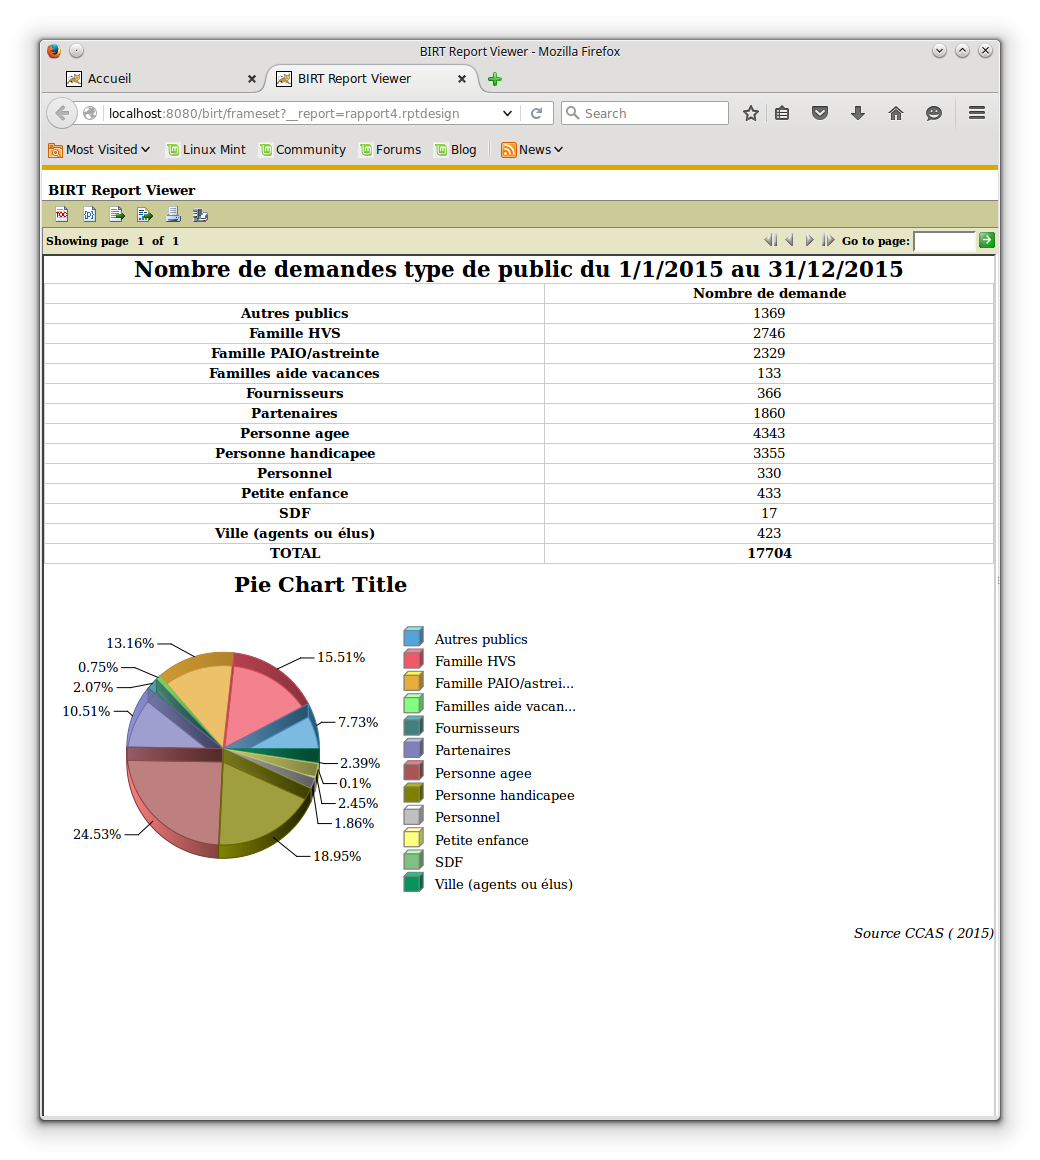 BIRT Report Viewer - Mozilla Firefox
Accueil
BIRT Report Viewer
localhost:8080/birt/frameset?__report=rapport4.rptdesign
Search
Most Visited
Linux Mint
Community
Forums
Blog
News
BIRT Report Viewer
TOC
Showing page 1 of 1
Go to page:
Nombre de demandes type de public du 1/1/2015 au 31/12/2015
Nombre de demande
Autres publics 1369
Famille HVS 2746
Famille PAIO/astreinte 2329
Familles aide vacances 133
Fournisseurs 366
Partenaires 1860
Personne agee 4343
Personne handicapee 3355
Personnel 330
Petite enfance 433
SDF 17
Ville (agents ou élus) 423
TOTAL 17704
Pie Chart Title
13.16%
0.75%
2.07%
10.51%
24.53%
15.51%
7.73%
2.39%
0.1%
2.45%
1.86%
18.95%
Autres publics
Famille HVS
Famille PAIO/astrei...
Familles aide vacan...
Fournisseurs
Partenaires
Personne agee
Personne handicapee
Personnel
Petite enfance
SDF
Ville (agents ou élus)
Source CCAS ( 2015)